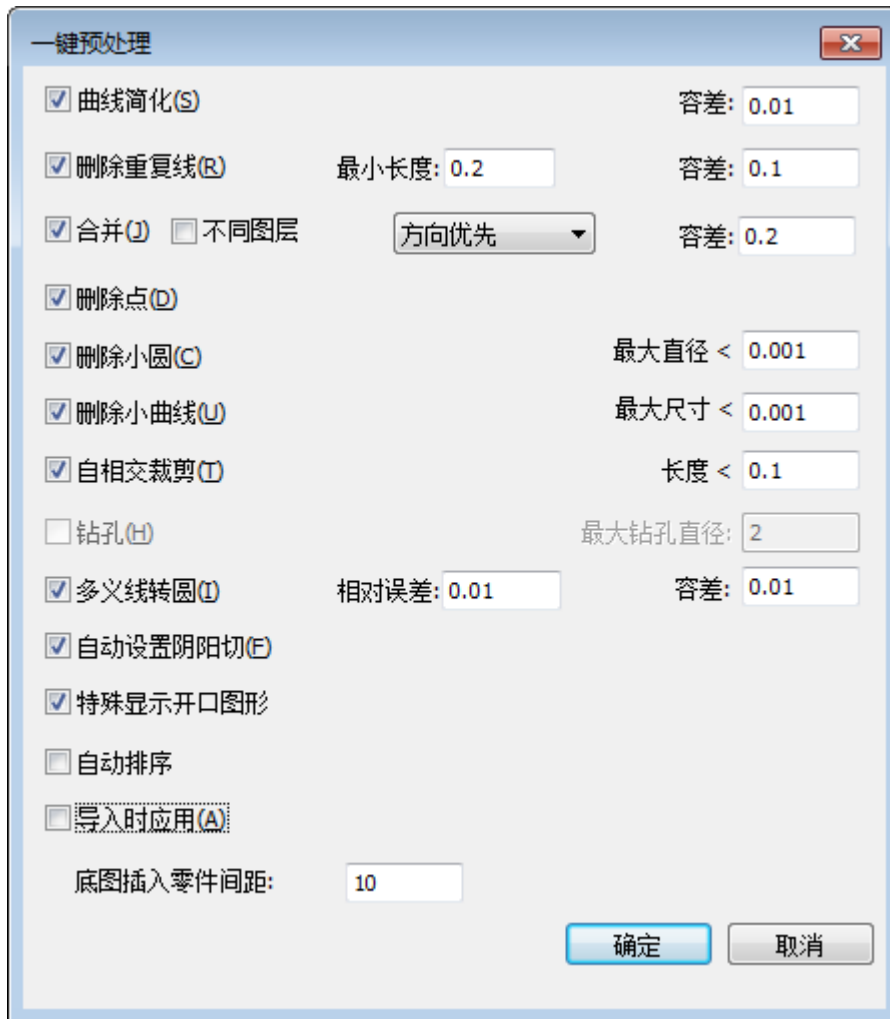 一键预处理
曲线简化(S) 容差: 0.01
删除重复线(R) 最小长度: 0.2 容差: 0.1
合并(J) 不同图层 方向优先 容差: 0.2
删除点(D)
删除小圆(C) 最大直径 < 0.001
删除小曲线(U) 最大尺寸 < 0.001
自相交裁剪(T) 长度 < 0.1
钻孔(H) 最大钻孔直径: 2
多义线转圆(I) 相对误差: 0.01 容差: 0.01
自动设置阴阳切(F)
特殊显示开口图形
自动排序
导入时应用(A)
底图插入零件间距: 10
确定 取消